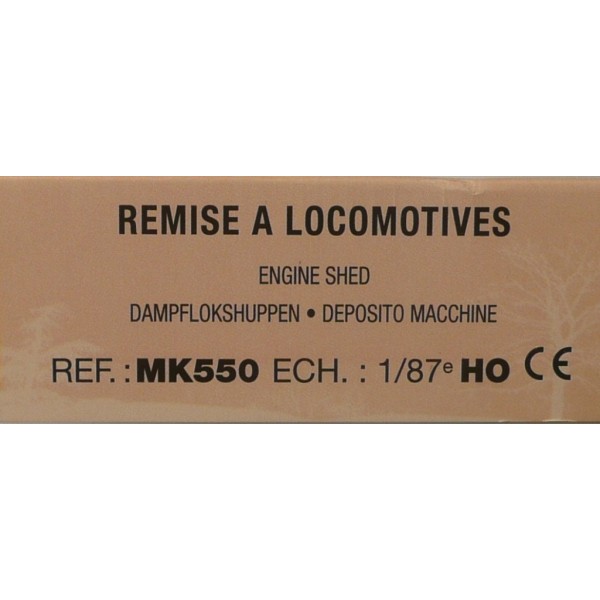 REMISE A LOCOMOTIVES
ENGINE SHED
DAMPFLOKSHUPPEN • DEPOSITO MACCHINE
REF. : MK550 ECH. : 1/87e HO CE